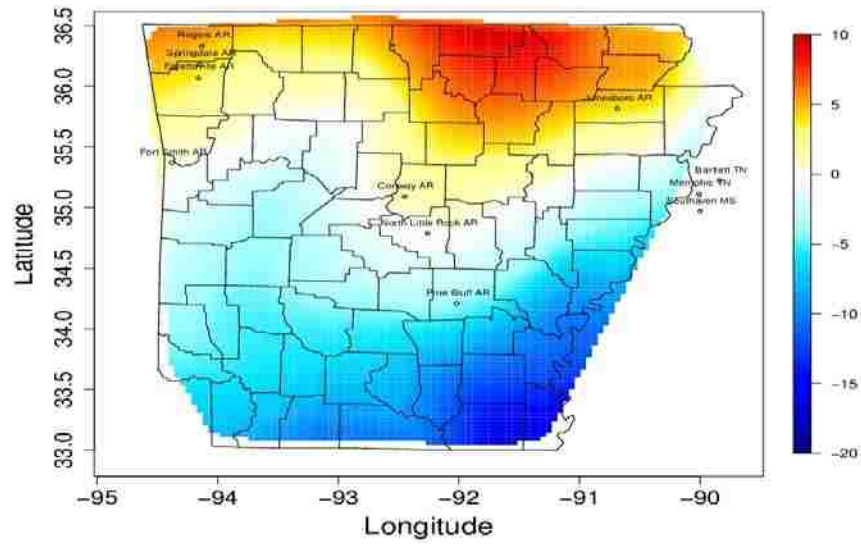 36.5
36.0
35.5
35.0
34.5
34.0
33.5
33.0
Latitude
Rogers AR
Springdale AR
Fayetteville AR
Jonesboro AR
Fort Smith AR
Bartlett TN
Memphis TN
Southaven MS
Conway AR
North Little Rock AR
Pine Bluff AR
−95
−94
−93
−92
−91
−90
Longitude
10
5
0
−5
−10
−15
−20